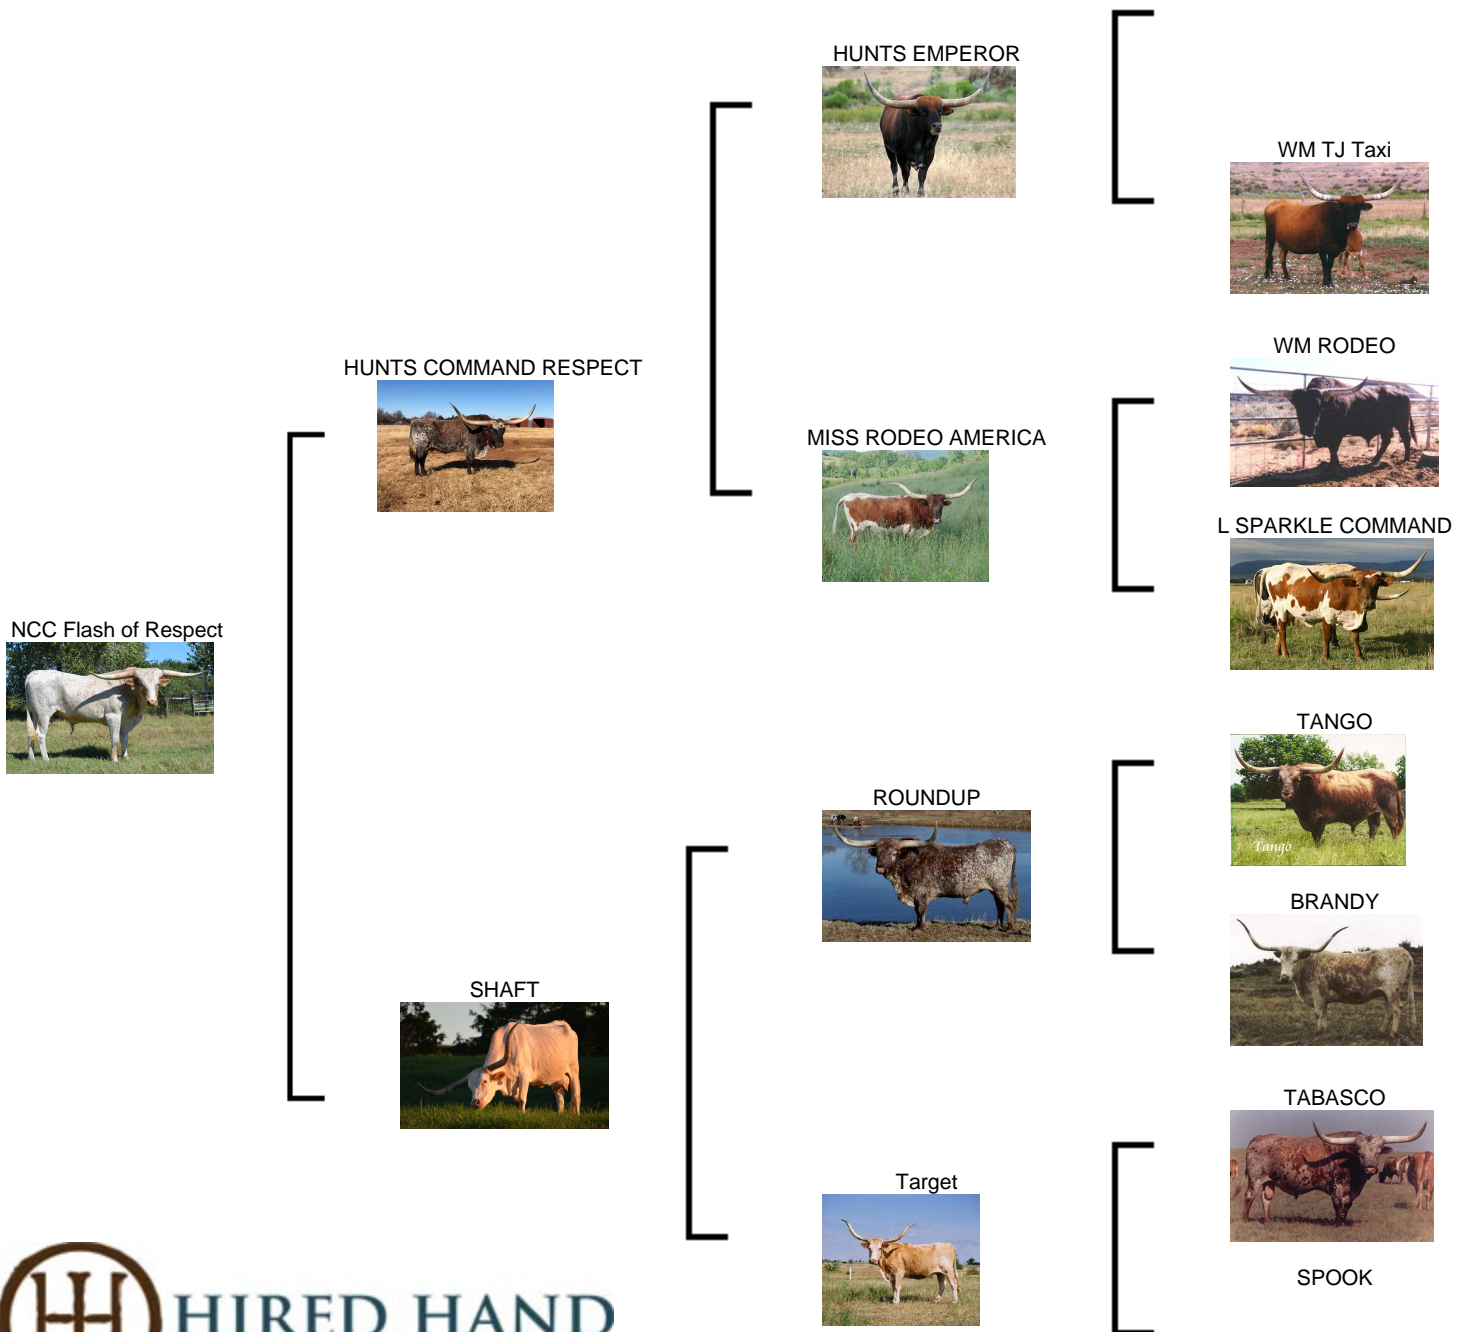 HUNTS EMPEROR
WM TJ Taxi
WM RODEO
HUNTS COMMAND RESPECT
MISS RODEO AMERICA
L SPARKLE COMMAND
NCC Flash of Respect
TANGO
Tango
ROUNDUP
BRANDY
SHAFT
TABASCO
Target
SPOOK
HIRED HAND